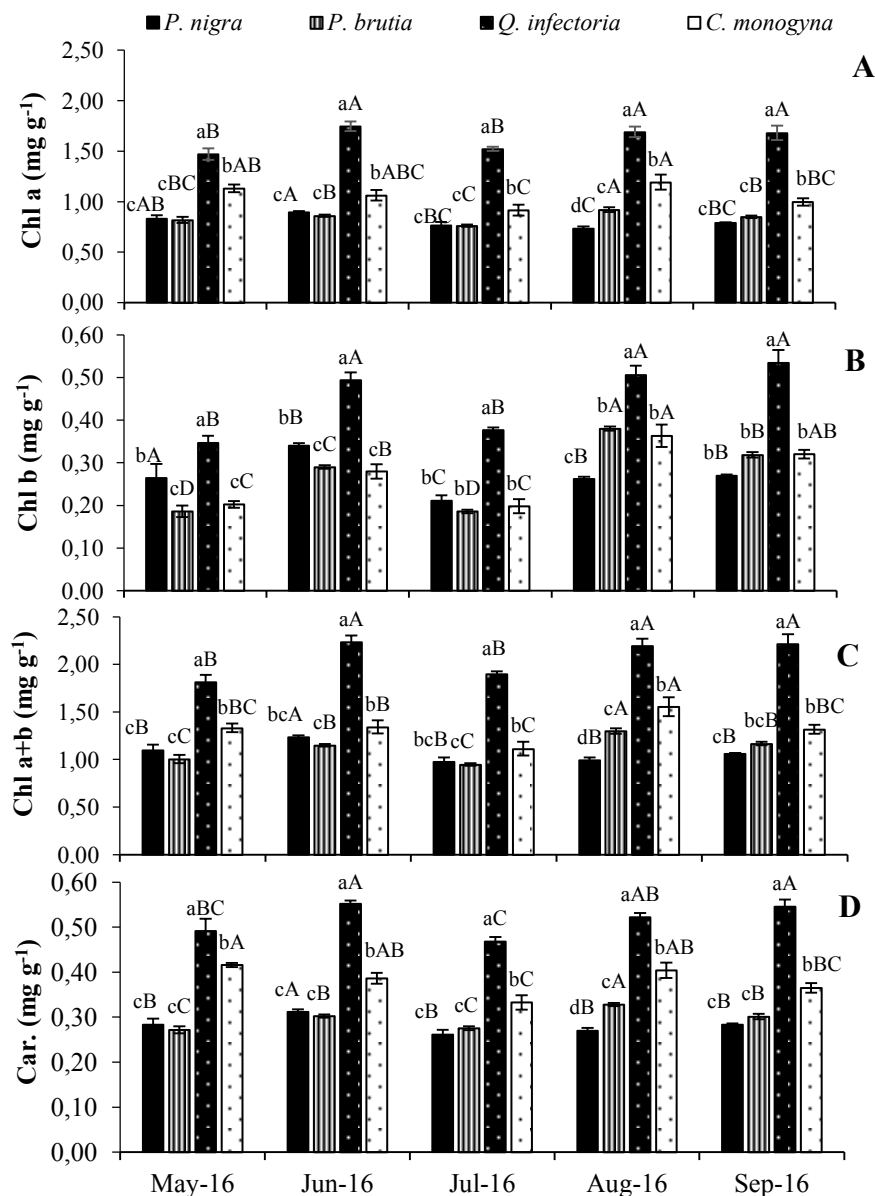 P. nigra P. brutia Q. infectoria C. monogyna
A
Chl a (mg g-1)
2,50
2,00
1,50
1,00
0,50
0,00
cAB cBC aB bAB
cA cB aA bABC
cBC cC aB bC
dC cA aA bA
cBC cB aA bBC
B
Chl b (mg g-1)
0,60
0,50
0,40
0,30
0,20
0,10
0,00
bA cD aB cC
bB cC aA cB
bC bD aB bC
cB bA aA bA
bB bB aA bAB
C
Chl a+b (mg g-1)
2,50
2,00
1,50
1,00
0,50
0,00
cB cC aB bBC
bcA cB aA bB
bcB cC aB bC
dB cA aA bA
cB bcB aA bBC
D
Car. (mg g-1)
0,60
0,50
0,40
0,30
0,20
0,10
0,00
cB cC aBC bA
cA cB aA bAB
cB cC aC bC
dB cA aAB bAB
cB cB aA bBC
May-16 Jun-16 Jul-16 Aug-16 Sep-16